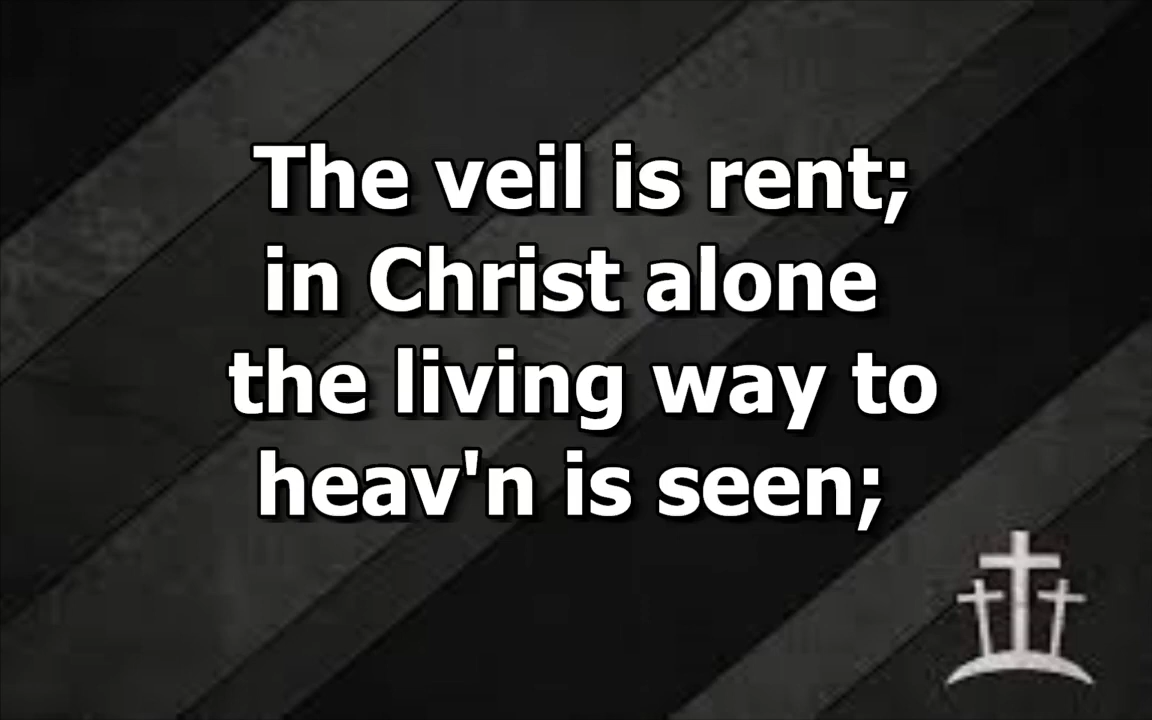 The veil is rent;
in Christ alone
the living way to
heav'n is seen;